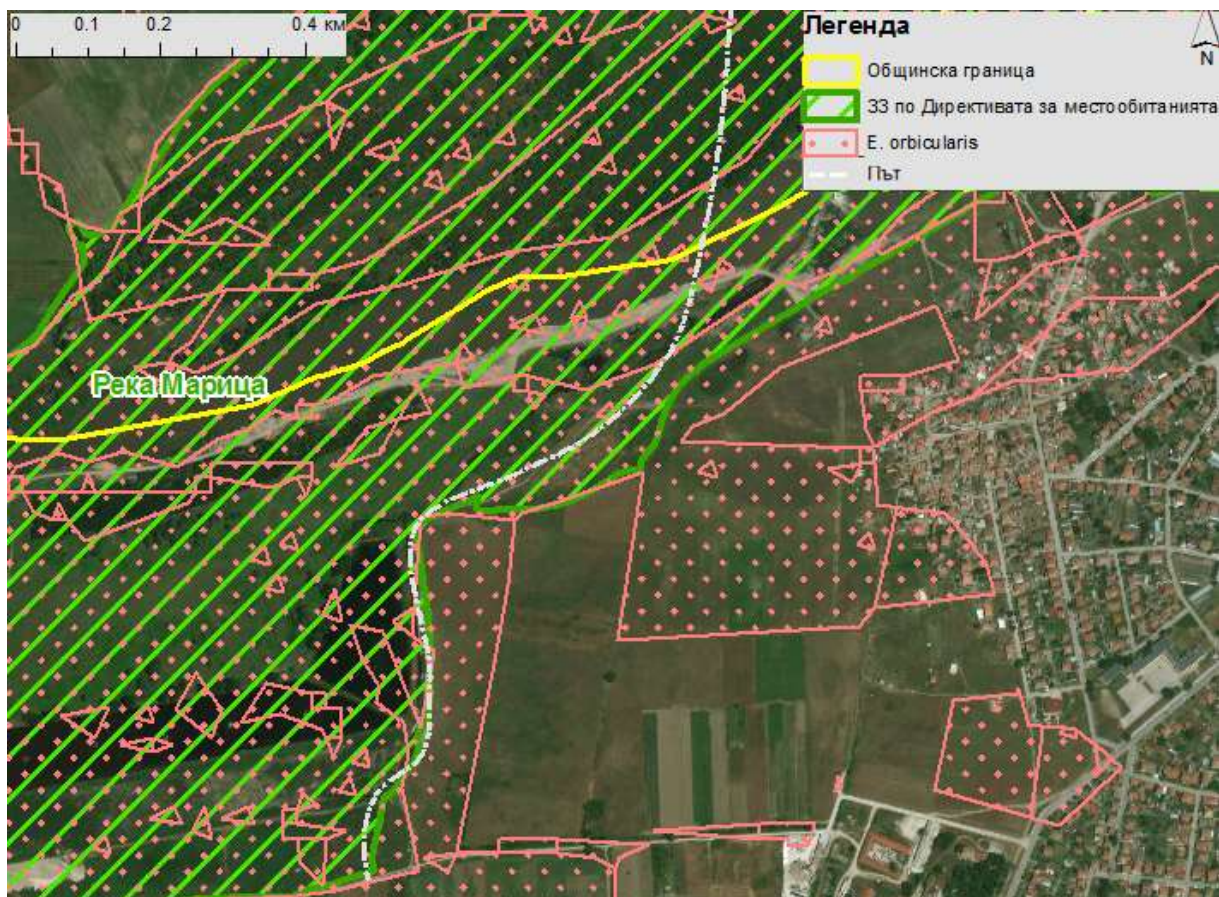 0 0.1 0.2 0.4 км
Легенда
N
Общинска граница
ЗЗ по Директивата за местообитанията
E. orbicularis
Път
Река Марица